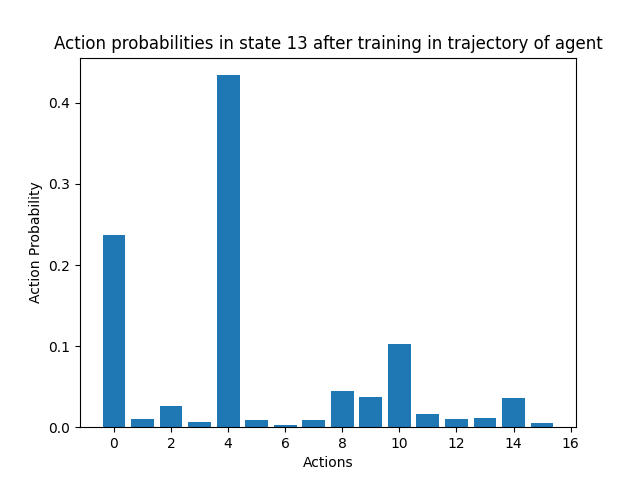 Action probabilities in state 13 after training in trajectory of agent
0.4
0.3
0.2
0.1
0.0
Action Probability
0 2 4 6 8 10 12 14 16
Actions